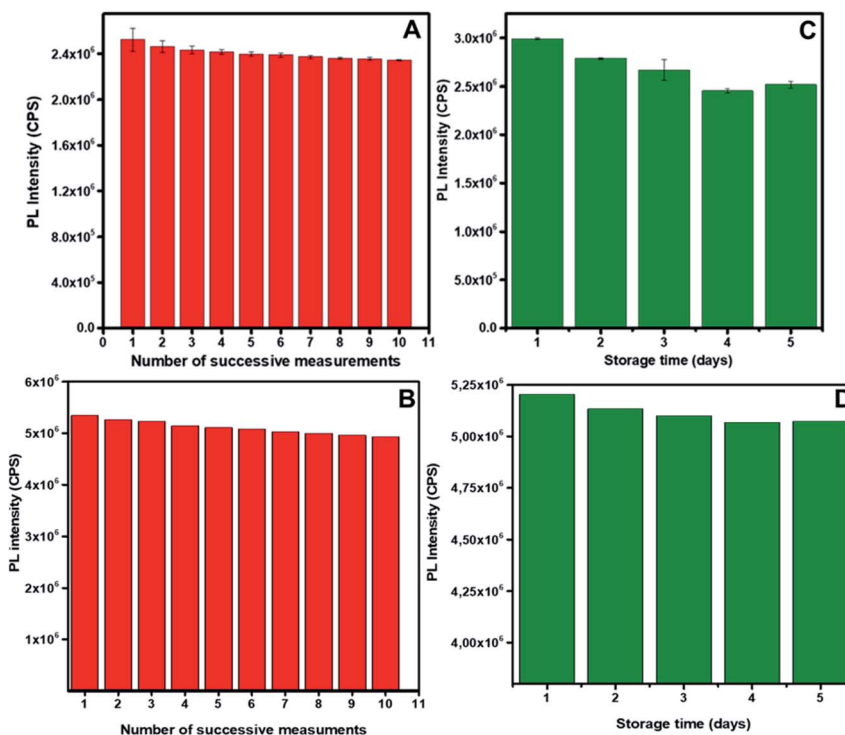 A
PL Intensity (CPS)
2.4x10⁶
2.0x10⁶
1.6x10⁶
1.2x10⁶
8.0x10⁵
4.0x10⁵
0.0
0 1 2 3 4 5 6 7 8 9 10 11
Number of successive measurements
C
PL Intensity (CPS)
3.0x10⁶
2.5x10⁶
2.0x10⁶
1.5x10⁶
1.0x10⁶
5.0x10⁵
0.0
1 2 3 4 5
Storage time (days)
B
PL intensity (CPS)
6x10⁶
5x10⁶
4x10⁶
3x10⁶
2x10⁶
1x10⁶
1 2 3 4 5 6 7 8 9 10 11
Number of successive measuments
D
PL Intensity (CPS)
5,25x10⁶
5,00x10⁶
4,75x10⁶
4,50x10⁶
4,25x10⁶
4,00x10⁶
1 2 3 4 5
Storage time (days)